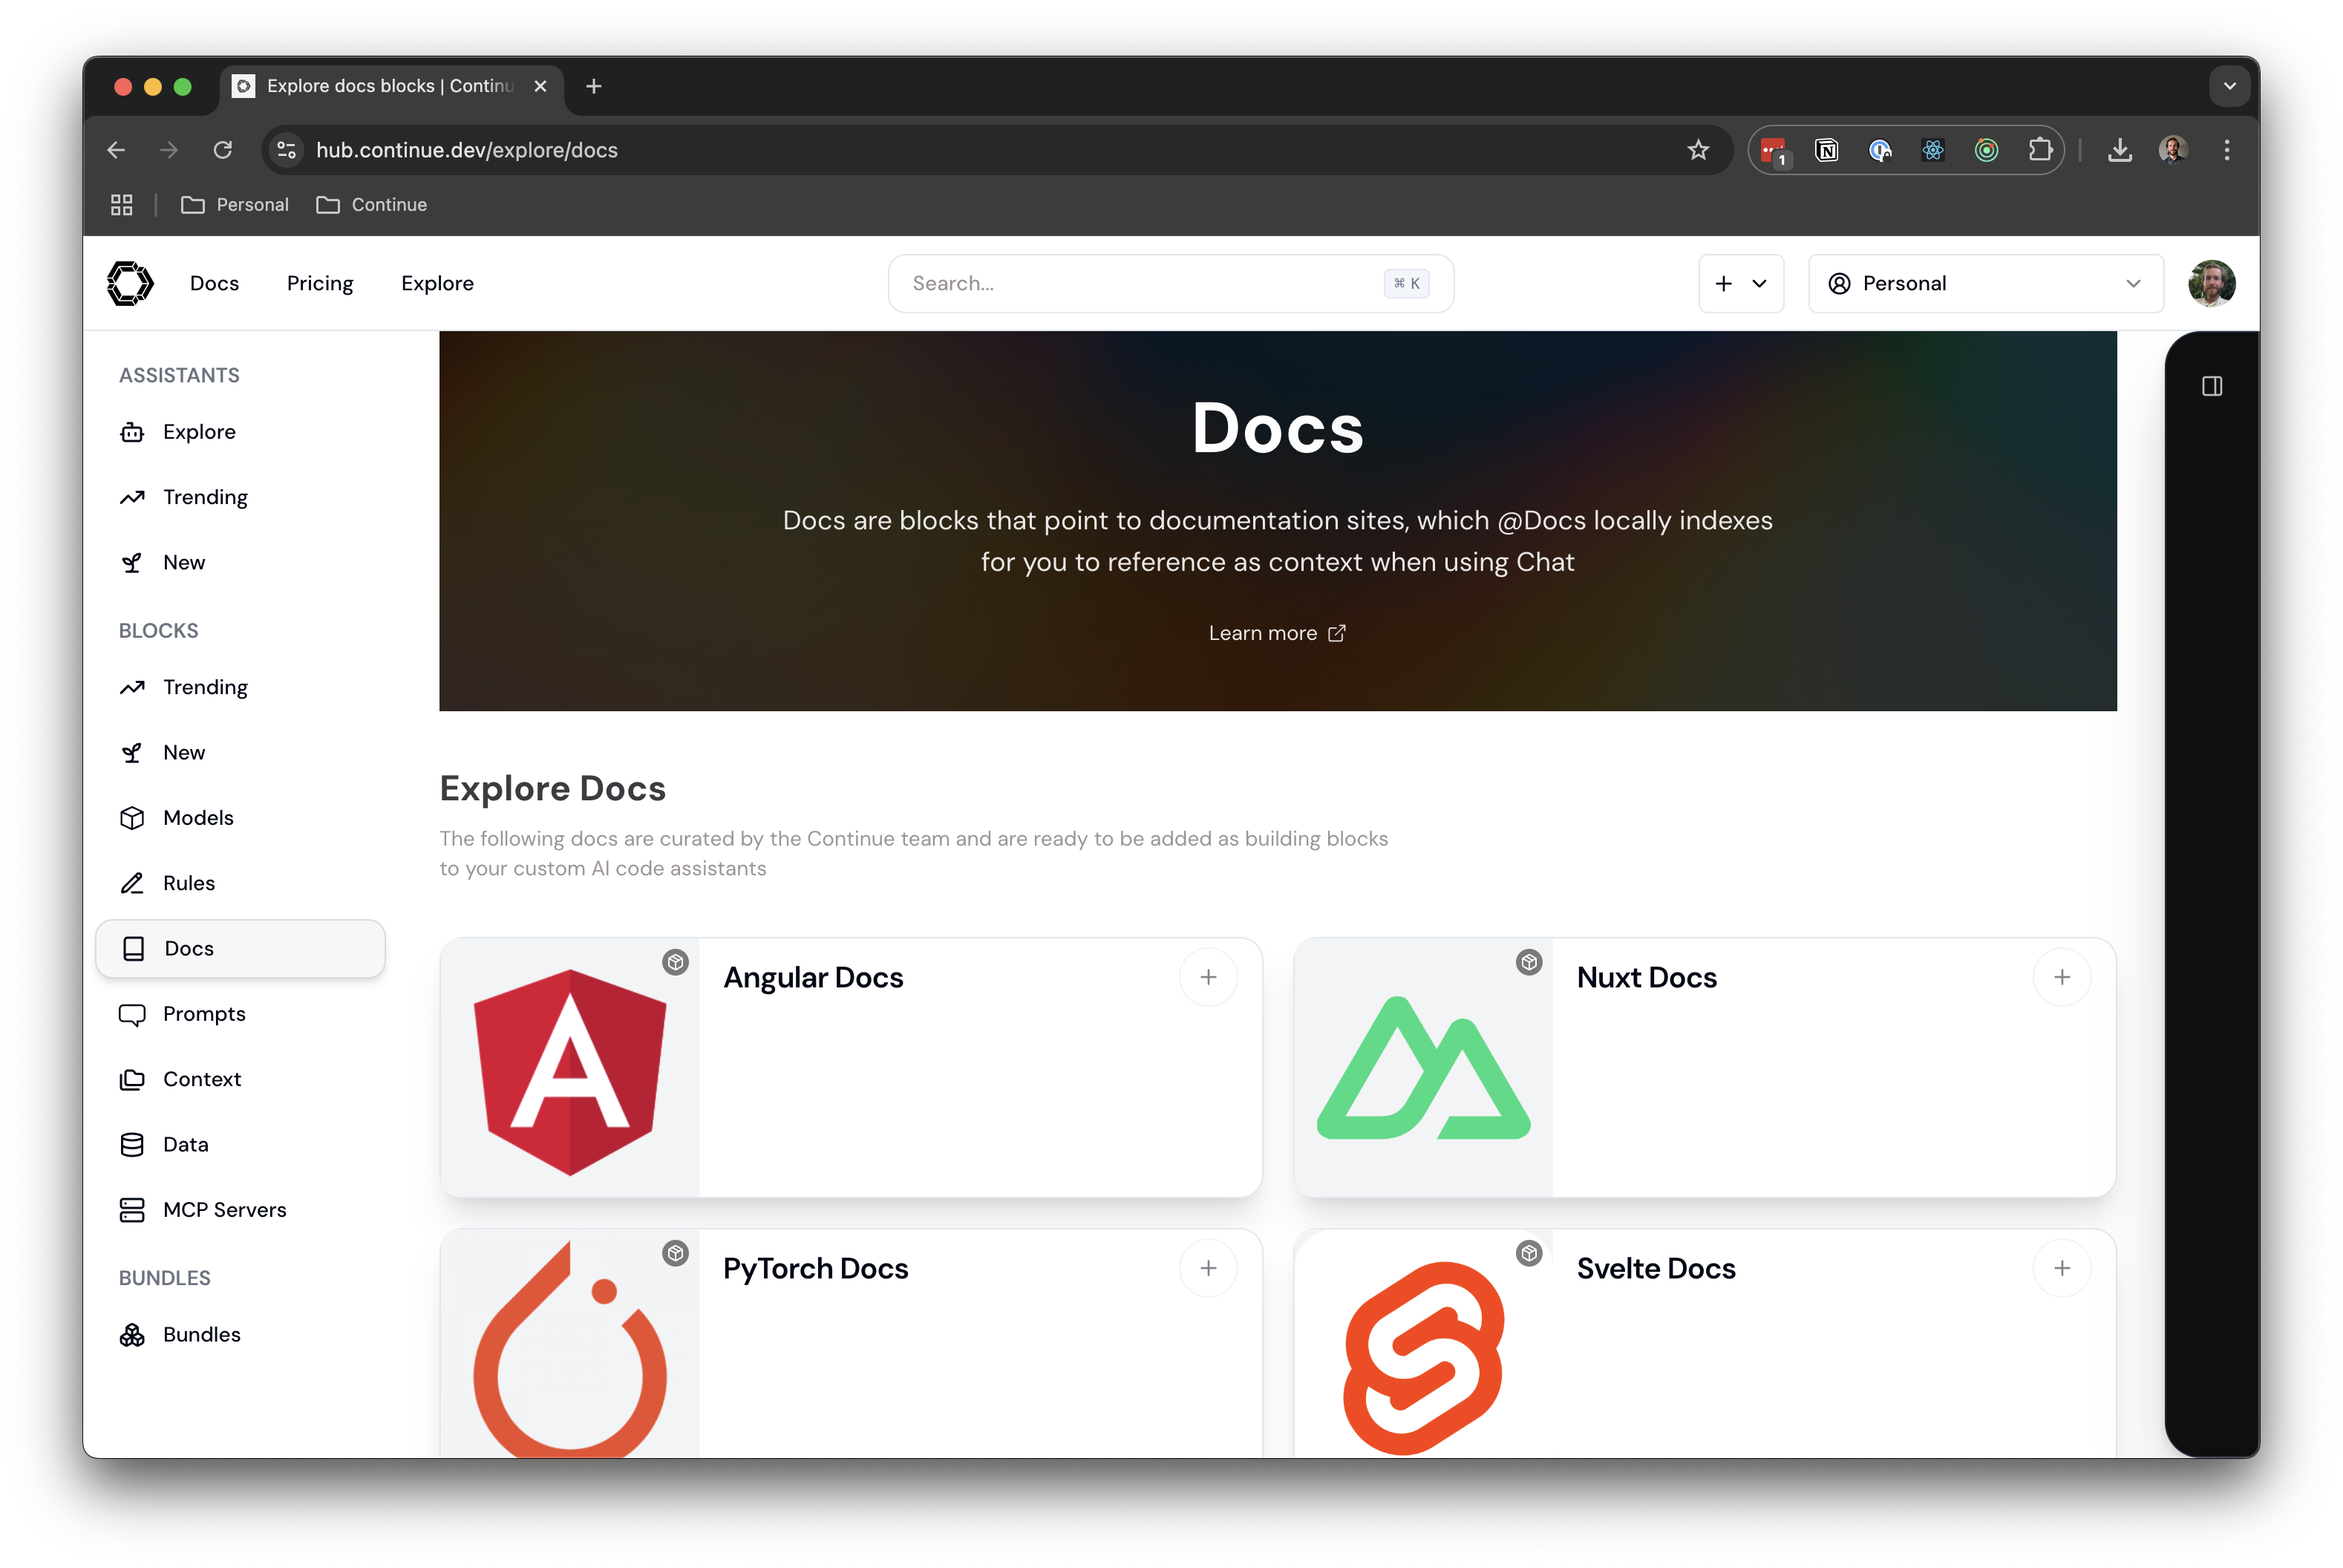 Explore docs blocks | Continu
hub.continue.dev/explore/docs
1
Personal
Continue
Docs
Pricing
Explore
Search...
⌘ K
Personal
ASSISTANTS
Explore
Trending
New
BLOCKS
Trending
New
Models
Rules
Docs
Prompts
Context
Data
MCP Servers
BUNDLES
Bundles
Docs
Docs are blocks that point to documentation sites, which @Docs locally indexes
for you to reference as context when using Chat
Learn more
Explore Docs
The following docs are curated by the Continue team and are ready to be added as building blocks
to your custom AI code assistants
Angular Docs
Nuxt Docs
PyTorch Docs
Svelte Docs